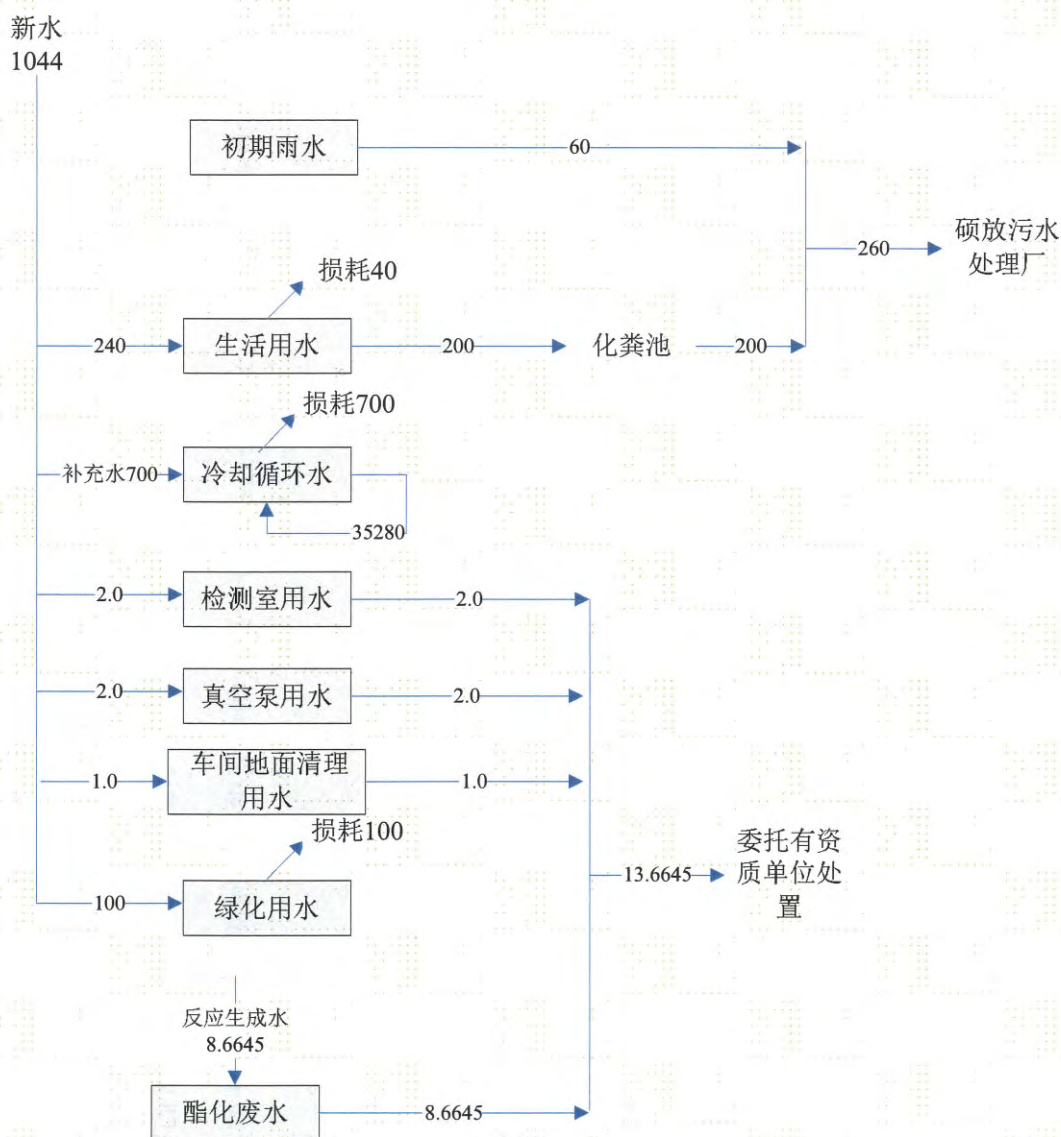 新水
1044
初期雨水
60
硕放污水
处理厂
260
损耗40
240
生活用水
200
化粪池
200
损耗700
补充水700
冷却循环水
35280
2.0
检测室用水
2.0
2.0
真空泵用水
2.0
1.0
车间地面清理
用水
1.0
损耗100
100
绿化用水
13.6645
委托有资
质单位处
置
反应生成水
8.6645
酯化废水
8.6645